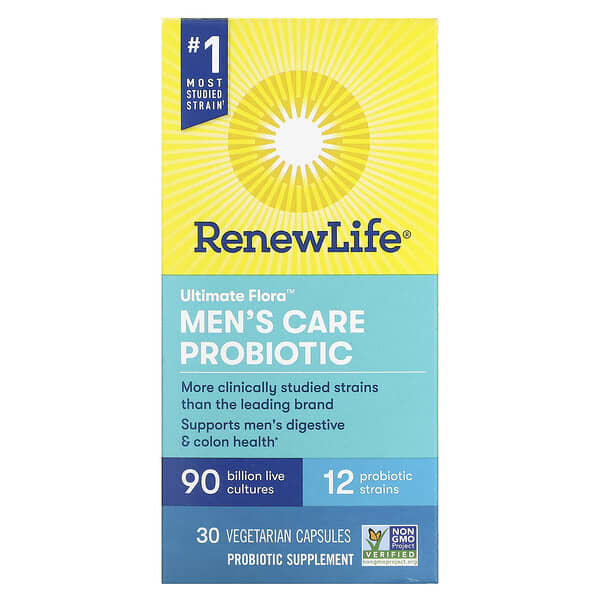 #1
MOST
STUDIED
STRAIN†
RenewLife®
Ultimate Flora™
MEN'S CARE
PROBIOTIC
More clinically studied strains
than the leading brand
Supports men's digestive
& colon health*
90 billion live
cultures
12 probiotic
strains
30 VEGETARIAN CAPSULES
PROBIOTIC SUPPLEMENT
NON
GMO
Project
VERIFIED
nongmoproject.org